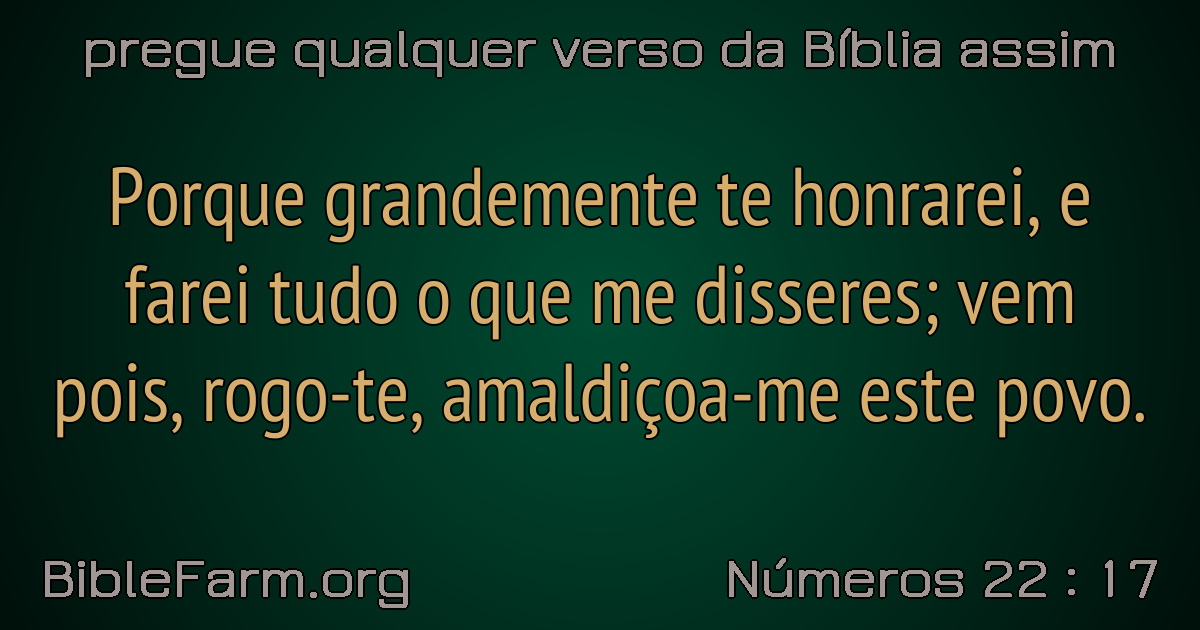 pregue qualquer verso da Bíblia assim
Porque grandemente te honrarei, e
farei tudo o que me disseres; vem
pois, rogo-te, amaldiçoa-me este povo.
BibleFarm.org
Números 22 : 17